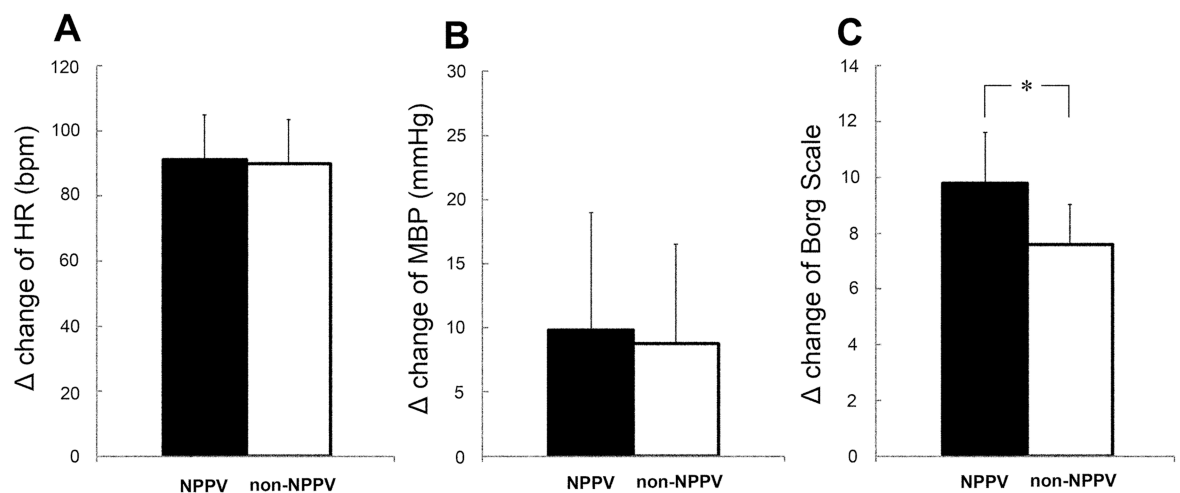 A
Δ change of HR (bpm)
120
100
80
60
40
20
0
NPPV non-NPPV
B
Δ change of MBP (mmHg)
30
25
20
15
10
5
0
NPPV non-NPPV
C
Δ change of Borg Scale
14
12
10
8
6
4
2
0
*
NPPV non-NPPV